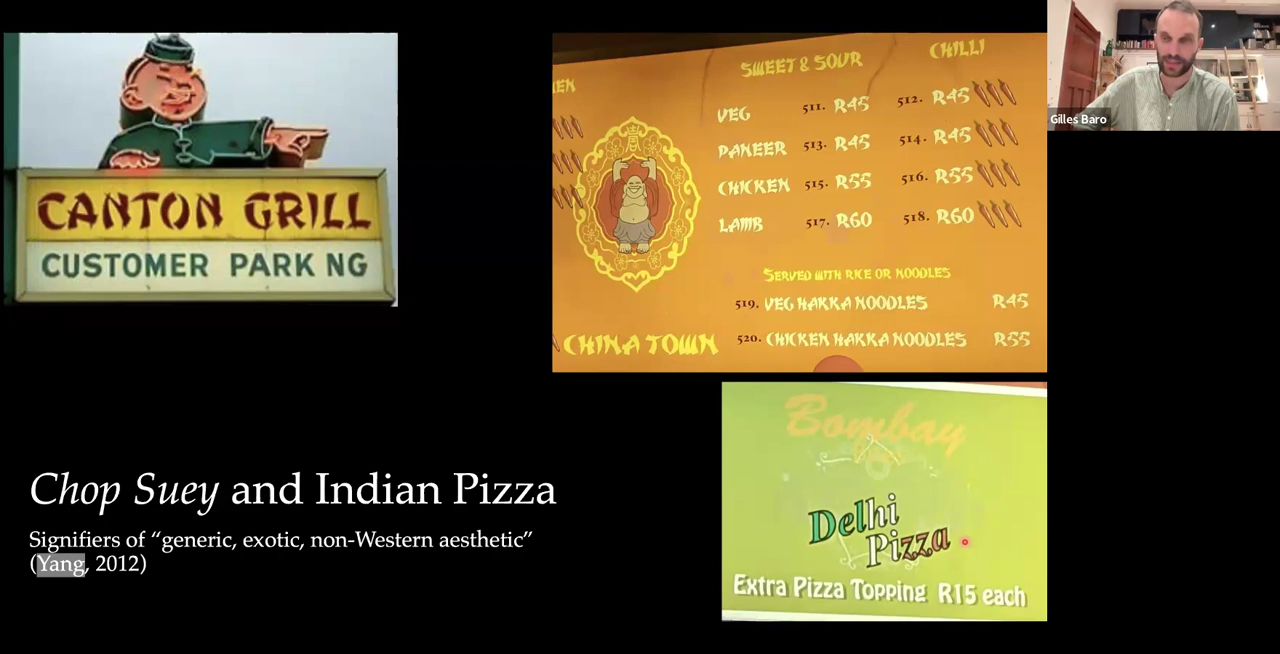 CANTON GRILL
CUSTOMER PARK NG
EN
SWEET & SOUR
CHILLI
VEG 511. R45 512. R45
PANEER 513. R45 514. R45
CHICKEN 515. R55 516. R55
LAMB 517. R60 518. R60
SERVED WITH RICE OR NOODLES
519. VEG HAKKA NOODLES R45
520. CHICKEN HAKKA NOODLES R55
CHINA TOWN
Bombay
Delhi
Pizza
Extra Pizza Topping R15 each
Chop Suey and Indian Pizza
Signifiers of “generic, exotic, non-Western aesthetic”
(Yang, 2012)
Gilles Baro